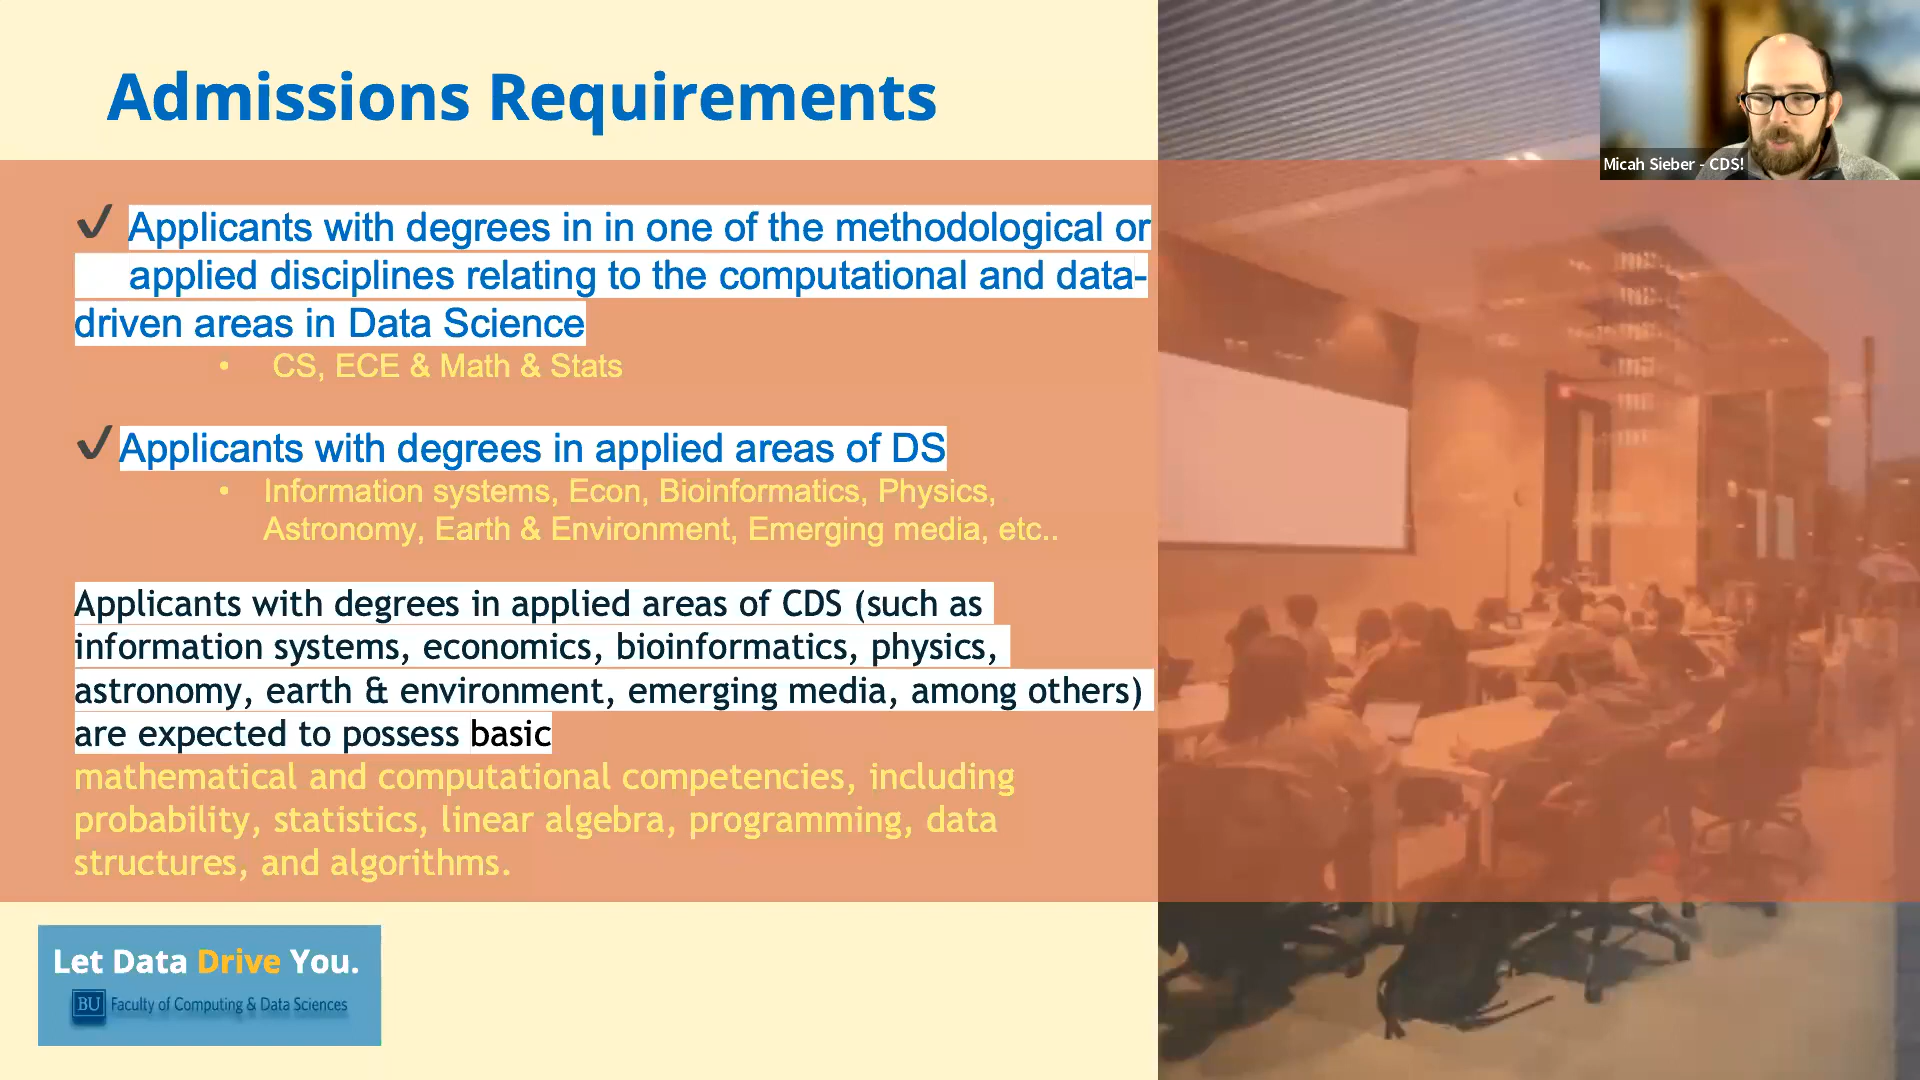 Admissions Requirements
Micah Sieber - CDS!
✓ Applicants with degrees in in one of the methodological or
applied disciplines relating to the computational and data-
driven areas in Data Science
• CS, ECE & Math & Stats
✓ Applicants with degrees in applied areas of DS
• Information systems, Econ, Bioinformatics, Physics,
Astronomy, Earth & Environment, Emerging media, etc..
Applicants with degrees in applied areas of CDS (such as
information systems, economics, bioinformatics, physics,
astronomy, earth & environment, emerging media, among others)
are expected to possess basic
mathematical and computational competencies, including
probability, statistics, linear algebra, programming, data
structures, and algorithms.
Let Data Drive You.
BU Faculty of Computing & Data Sciences